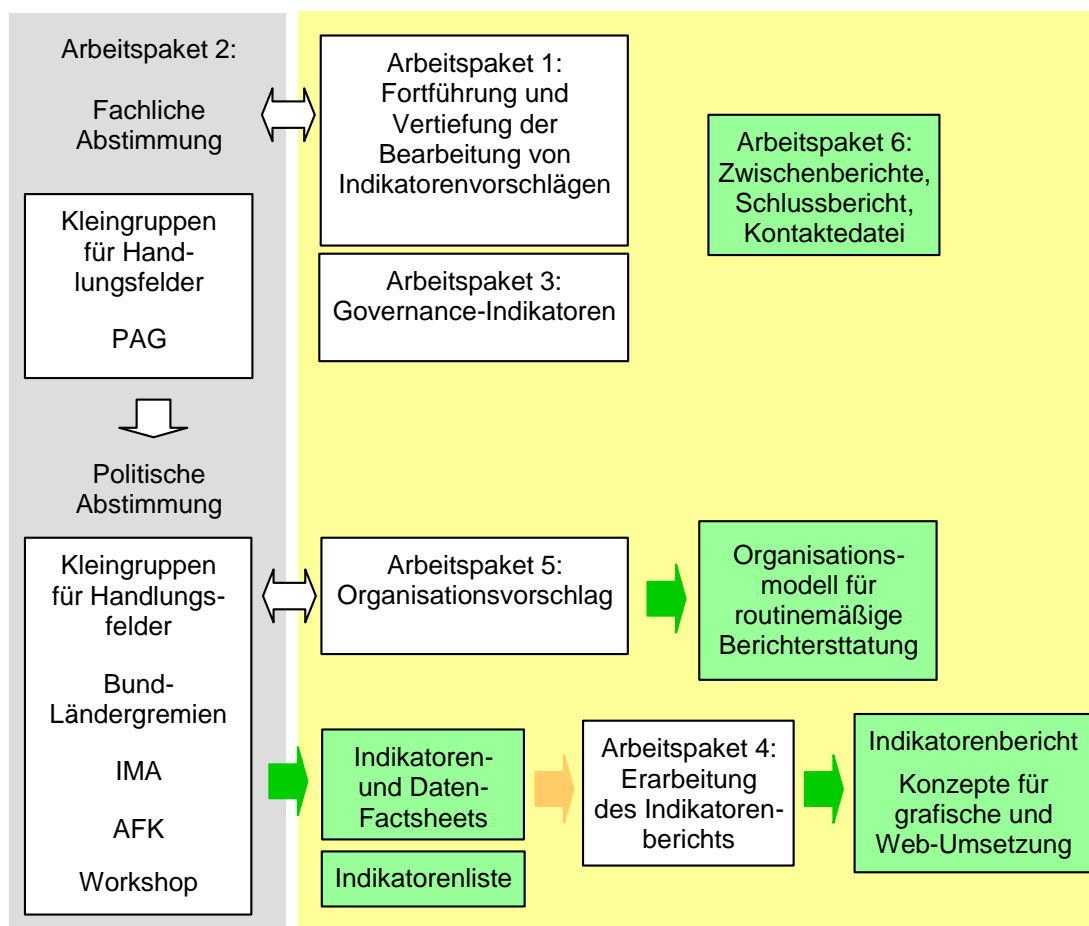 Arbeitspaket 2:
Fachliche
Abstimmung
Kleingruppen
für Hand-
lungsfelder
PAG
Politische
Abstimmung
Kleingruppen
für Handlungs-
felder
Bund-
Ländergremien
IMA
AFK
Workshop
Arbeitspaket 1:
Fortführung und
Vertiefung der
Bearbeitung von
Indikatorenvorschlägen
Arbeitspaket 3:
Governance-Indikatoren
Arbeitspaket 6:
Zwischenberichte,
Schlussbericht,
Kontaktedatei
Arbeitspaket 5:
Organisationsvorschlag
Organisations-
modell für
routinemäßige
Berichtersttatung
Indikatoren-
und Daten-
Factsheets
Indikatorenliste
Arbeitspaket 4:
Erarbeitung
des Indikatoren-
berichts
Indikatorenbericht
Konzepte für
grafische und
Web-Umsetzung